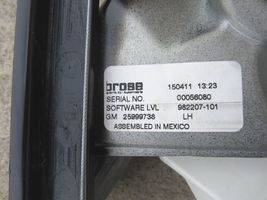 brose 150411 13:23
SERIAL NO. 00056080
SOFTWARE LVL. 982207-101
GM 25999738 LH
ASSEMBLED IN MEXICO